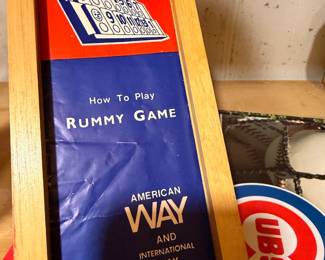 How To Play
RUMMY GAME
AMERICAN
WAY
AND
INTERNATIONAL
UBS